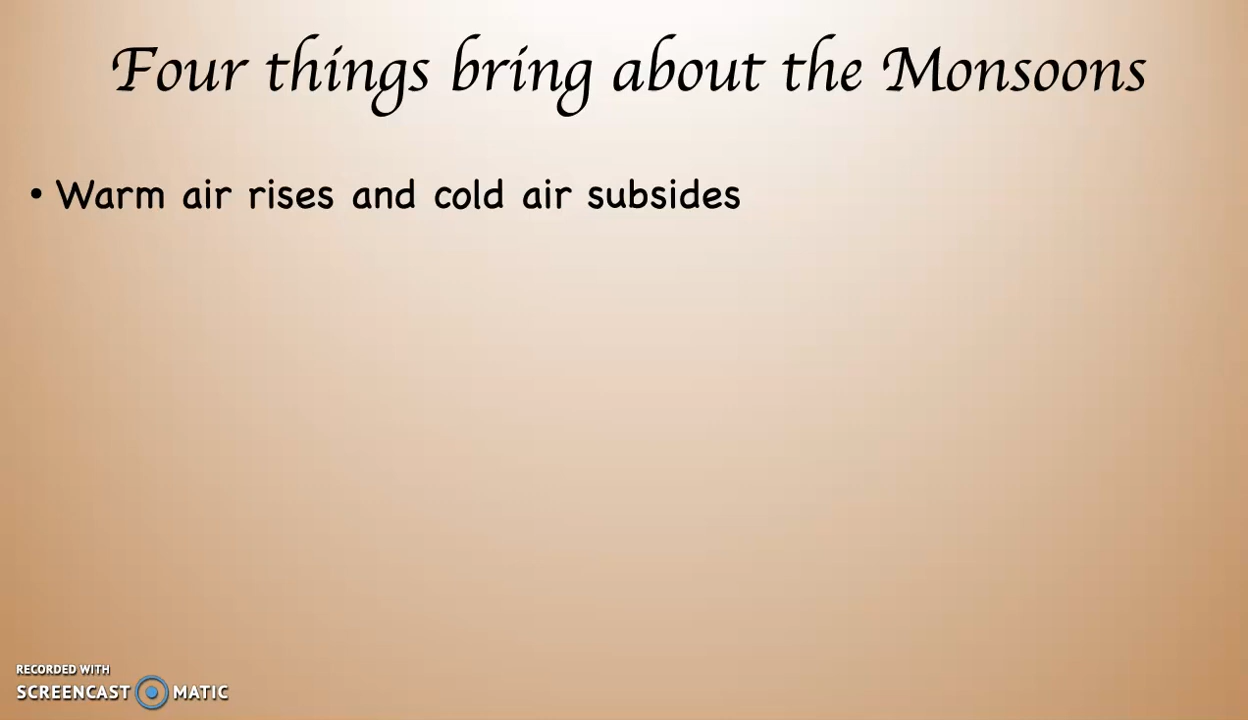 Four things bring about the Monsoons
• Warm air rises and cold air subsides
RECORDED WITH
SCREENCAST MATIC